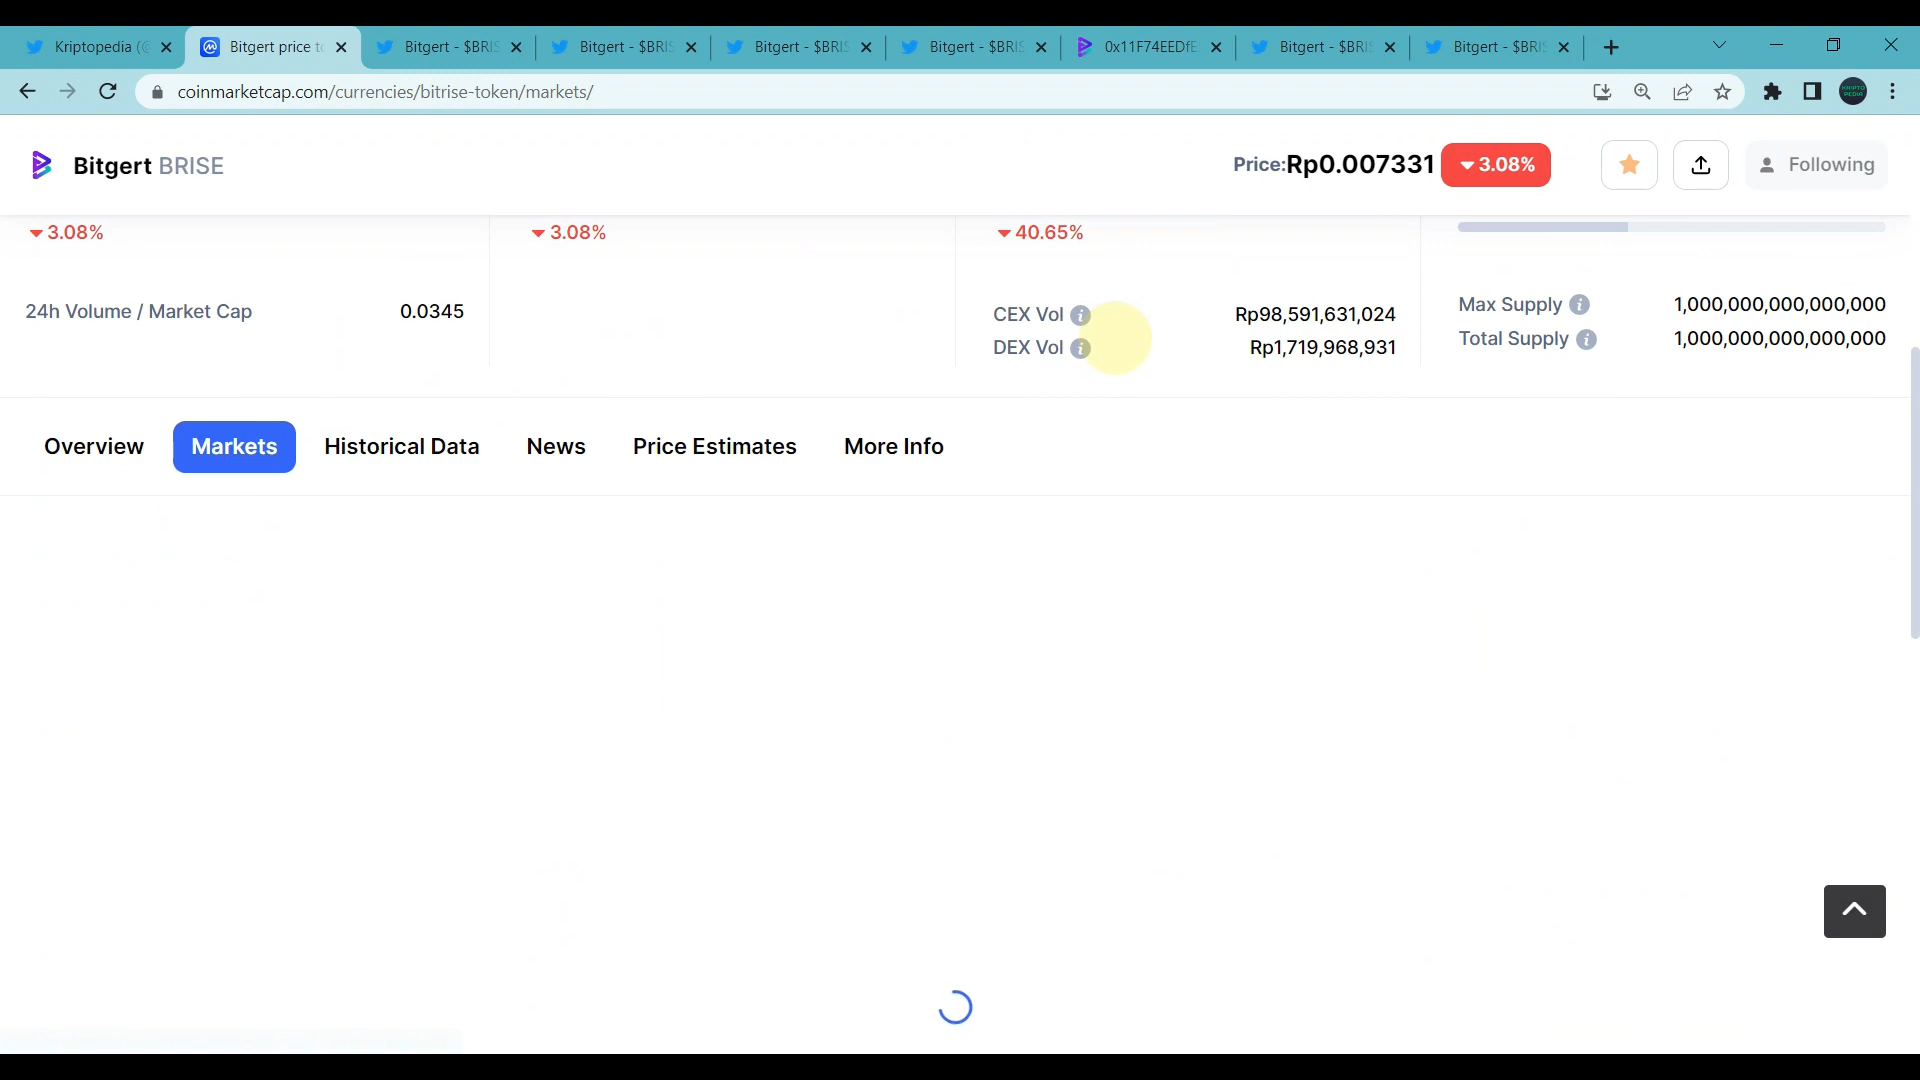 Kriptopedia (@
Bitgert price to
Bitgert - $BRIS
Bitgert - $BRIS
Bitgert - $BRIS
Bitgert - $BRIS
0x11F74EEDfE
Bitgert - $BRIS
Bitgert - $BRIS
coinmarketcap.com/currencies/bitrise-token/markets/
Bitgert BRISE
Price:Rp0.007331
3.08%
Following
3.08%
3.08%
40.65%
24h Volume / Market Cap
0.0345
CEX Vol
Rp98,591,631,024
DEX Vol
Rp1,719,968,931
Max Supply
1,000,000,000,000,000
Total Supply
1,000,000,000,000,000
Overview
Markets
Historical Data
News
Price Estimates
More Info